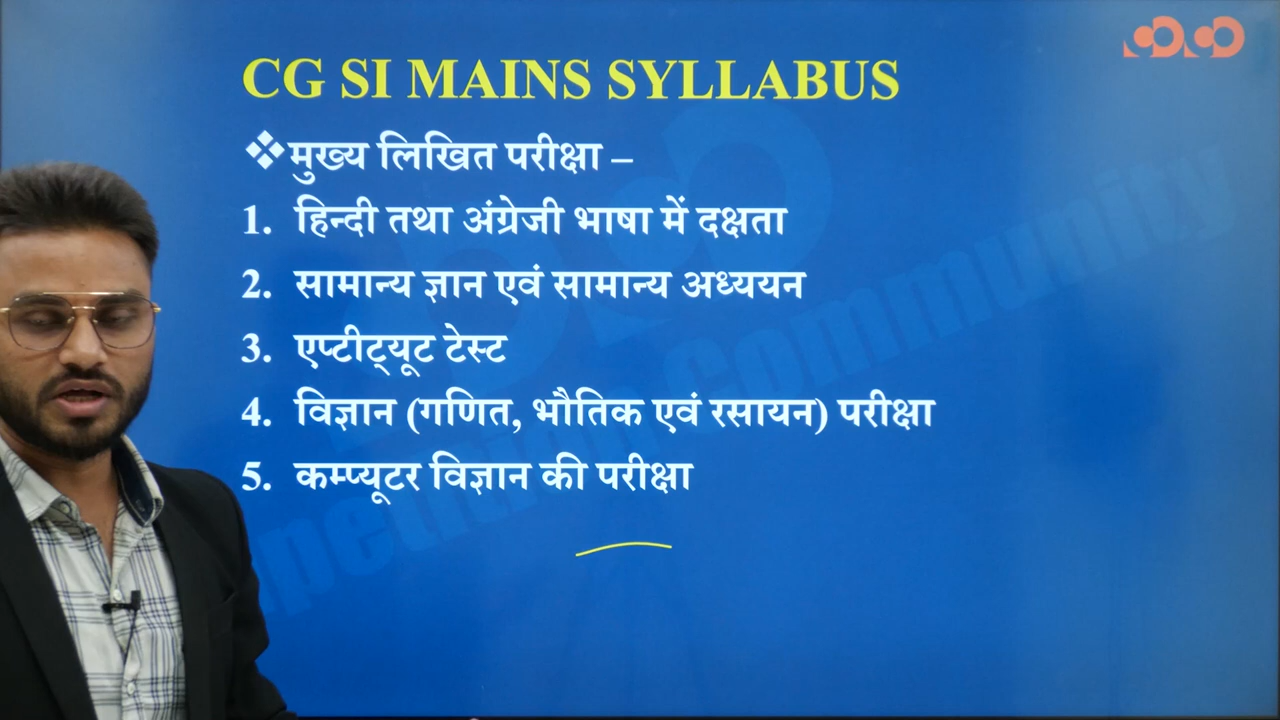 CG SI MAINS SYLLABUS
❖मुख्य लिखित परीक्षा –
1. हिन्दी तथा अंग्रेजी भाषा में दक्षता
2. सामान्य ज्ञान एवं सामान्य अध्ययन
3. एप्टीट्यूट टेस्ट
4. विज्ञान (गणित, भौतिक एवं रसायन) परीक्षा
5. कम्प्यूटर विज्ञान की परीक्षा
Community